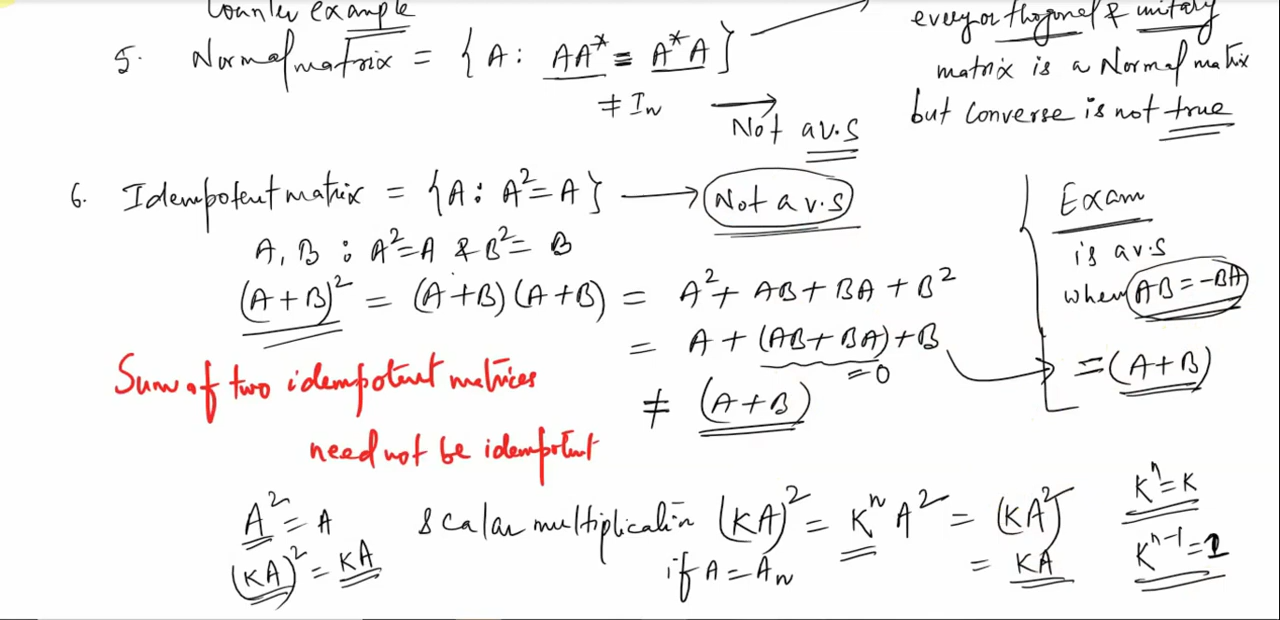 Counter example
5. Normal matrix = { A : AA* = A*A }
≠ In → Not a v.s
every orthogonal & unitary
matrix is a Normal matrix
but Converse is not true
6. Idempotent matrix = { A : A² = A } → Not a v.s
A, B : A² = A & B² = B
(A+B)² = (A+B)(A+B) = A² + AB + BA + B²
= A + (AB + BA) + B
= 0
≠ (A+B)
Exam
is a v.s
when AB = -BA
= (A+B)
Sum of two idempotent matrices
need not be idempotent
A² = A
(KA)² = KA
Scalar multiplication (KA)² = Kⁿ A² = (KA)²
if A = An
= KA
Kⁿ = K
Kⁿ⁻¹ = 1